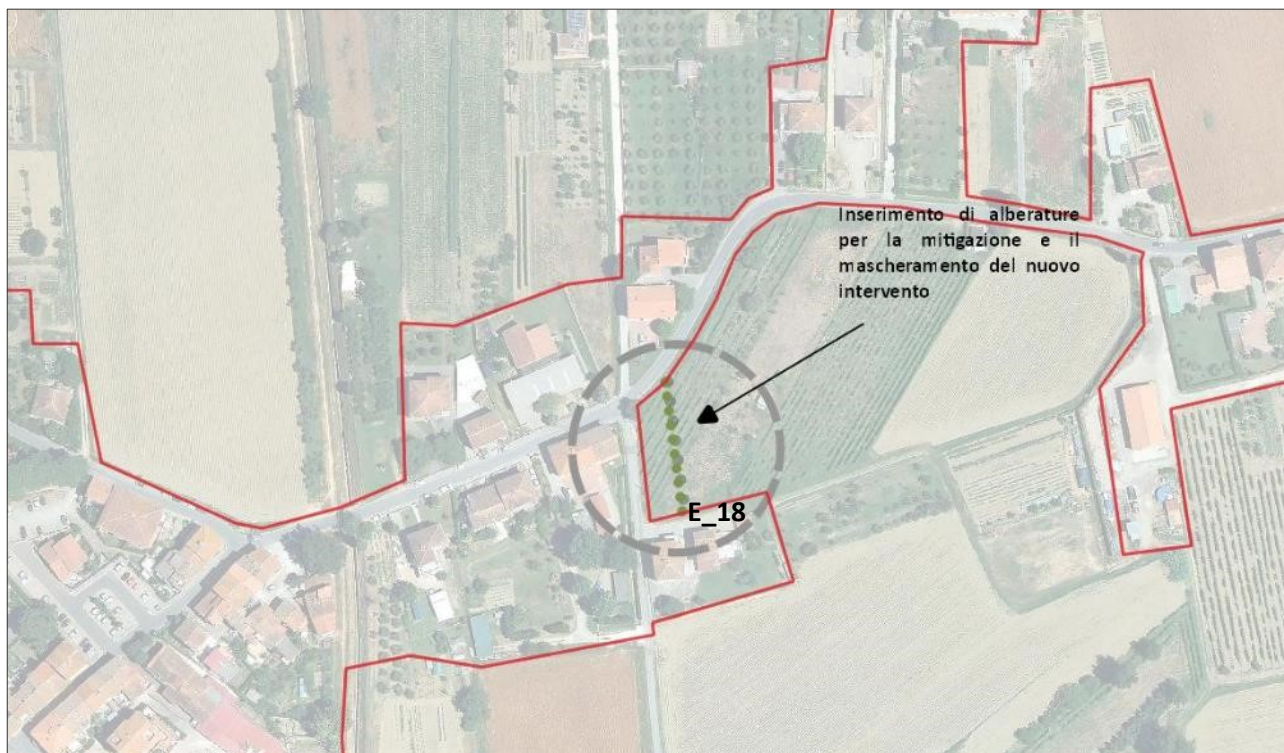 Inserimento di alberature
per la mitigazione e il
mascheramento del nuovo
intervento
E_18